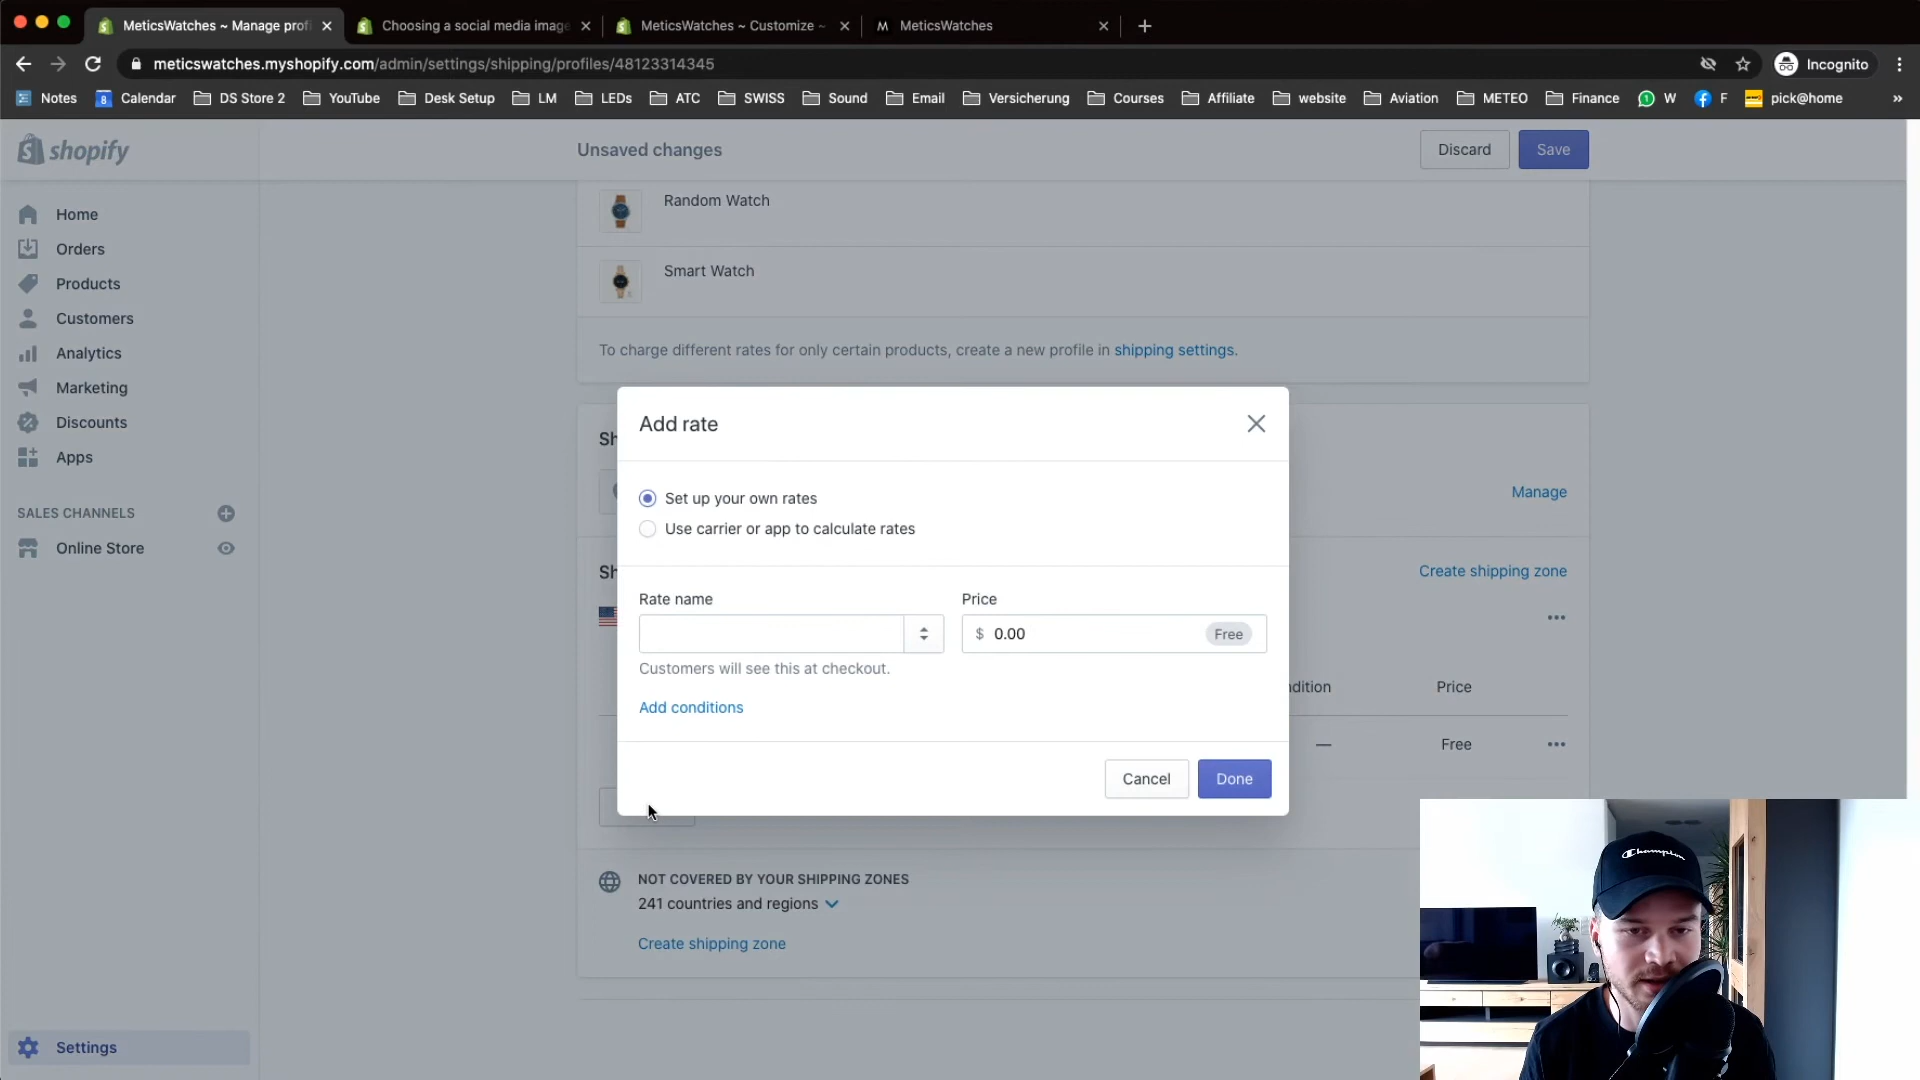 MeticsWatches ~ Manage prof
Choosing a social media image
MeticsWatches ~ Customize ~
M MeticsWatches
meticswatches.myshopify.com/admin/settings/shipping/profiles/48123314345
Incognito
Notes
8 Calendar
DS Store 2
YouTube
Desk Setup
LM
LEDs
ATC
SWISS
Sound
Email
Versicherung
Courses
Affiliate
website
Aviation
METEO
Finance
1 W
F
pick@home
»
shopify
Unsaved changes
Discard
Save
Home
Orders
Products
Customers
Analytics
Marketing
Discounts
Apps
SALES CHANNELS
Online Store
Settings
Random Watch
Smart Watch
To charge different rates for only certain products, create a new profile in shipping settings.
Sh
Manage
Sh
Create shipping zone
Add rate
Set up your own rates
Use carrier or app to calculate rates
Rate name
Price
$ 0.00
Free
Customers will see this at checkout.
Add conditions
Cancel
Done
dition
Price
—
Free
NOT COVERED BY YOUR SHIPPING ZONES
241 countries and regions
Create shipping zone
Champion